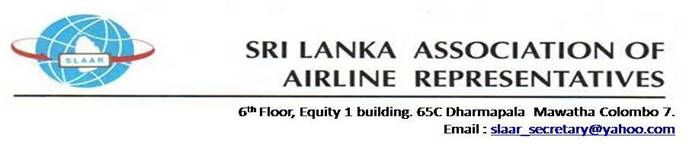 SLAAR
SRI LANKA ASSOCIATION OF
AIRLINE REPRESENTATIVES
6th Floor, Equity 1 building. 65C Dharmapala Mawatha Colombo 7.
Email : slaar_secretary@yahoo.com